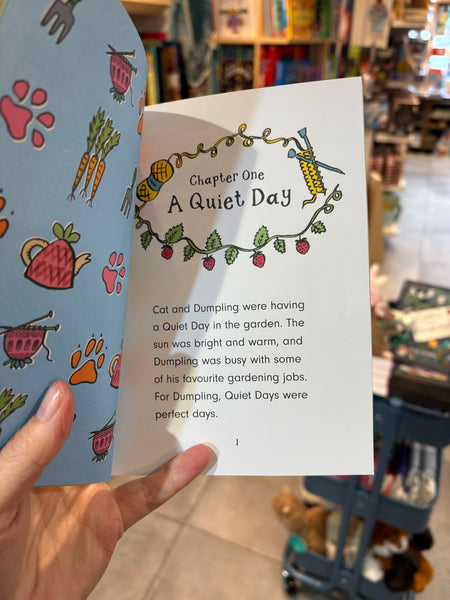 Chapter One
A Quiet Day
Cat and Dumpling were having
a Quiet Day in the garden. The
sun was bright and warm, and
Dumpling was busy with some
of his favourite gardening jobs.
For Dumpling, Quiet Days were
perfect days.
1